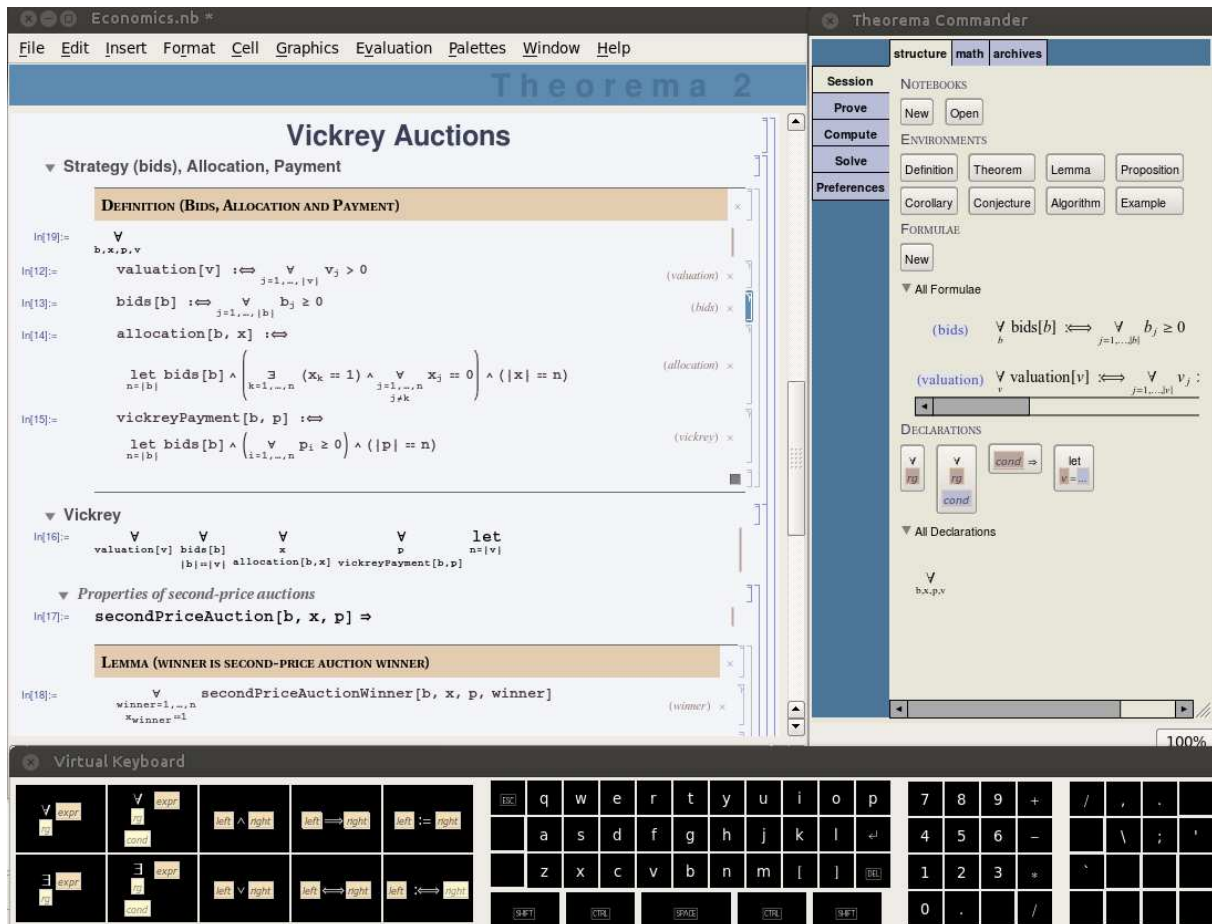 Economics.nb *
File Edit Insert Format Cell Graphics Evaluation Palettes Window Help
Theorema 2
Vickrey Auctions
Strategy (bids), Allocation, Payment
DEFINITION (BIDS, ALLOCATION AND PAYMENT) ×
In[19]:= ∀
b,x,p,v
In[12]:= valuation[v] :⟺ ∀ vⱼ > 0 (valuation) ×
j=1,…,|v|
In[13]:= bids[b] :⟺ ∀ bⱼ ≥ 0 (bids) ×
j=1,…,|b|
In[14]:= allocation[b, x] :⟺
let bids[b] ∧ ( ∃ (xₖ == 1) ∧ ∀ xⱼ == 0 ) ∧ (|x| == n) (allocation) ×
n=|b| k=1,…,n j=1,…,n
j≠k
In[15]:= vickreyPayment[b, p] :⟺
let bids[b] ∧ ( ∀ pᵢ ≥ 0 ) ∧ (|p| == n) (vickrey) ×
n=|b| i=1,…,n
Vickrey
In[16]:= ∀ ∀ ∀ ∀ let
valuation[v] bids[b] x p n=|v|
|b|=|v| allocation[b,x] vickreyPayment[b,p]
Properties of second-price auctions
In[17]:= secondPriceAuction[b, x, p] ⇒
LEMMA (WINNER IS SECOND-PRICE AUCTION WINNER) ×
In[18]:= ∀ secondPriceAuctionWinner[b, x, p, winner]
winner=1,…,n (winner) ×
x_winner=1
Theorema Commander
structure math archives
Session
Prove
Compute
Solve
Preferences
NOTEBOOKS
New Open
ENVIRONMENTS
Definition Theorem Lemma Proposition
Corollary Conjecture Algorithm Example
FORMULAE
New
All Formulae
(bids) ∀ bids[b] :⟺ ∀ bⱼ ≥ 0
b j=1,…,|b|
(valuation) ∀ valuation[v] :⟺ ∀ vⱼ :
v j=1,…,|v|
DECLARATIONS
∀ ∀ cond ⇒ let
rg rg v=...
cond
All Declarations
∀
b,x,p,v
100%
Virtual Keyboard
∀ expr ∀ expr left ∧ right left ⟹ right left := right
rg rg
cond
∃ expr ∃ expr left ∨ right left ⟺ right left :⟺ right
rg rg
cond
ESC q w e r t y u i o p
a s d f g h j k l ↵
z x c v b n m [ ] DEL
SHIFT CTRL SPACE CTRL SHIFT
7 8 9 +
4 5 6 −
1 2 3 *
0 . /
/ , .
\ ; '
`